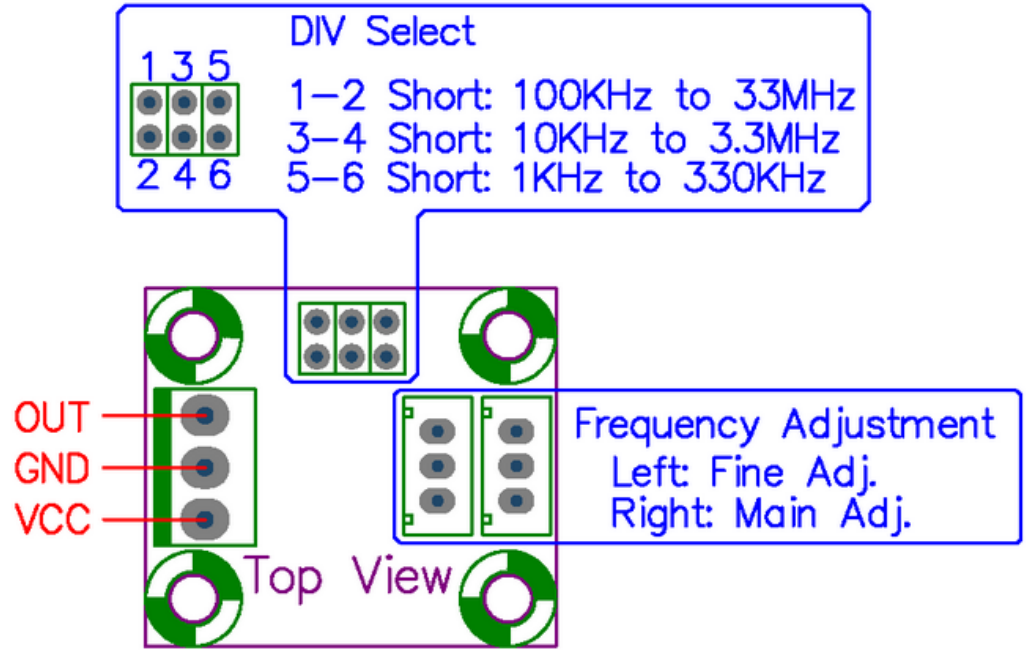 DIV Select
1 3 5
2 4 6
1-2 Short: 100KHz to 33MHz
3-4 Short: 10KHz to 3.3MHz
5-6 Short: 1KHz to 330KHz
OUT
GND
VCC
Frequency Adjustment
Left: Fine Adj.
Right: Main Adj.
Top View